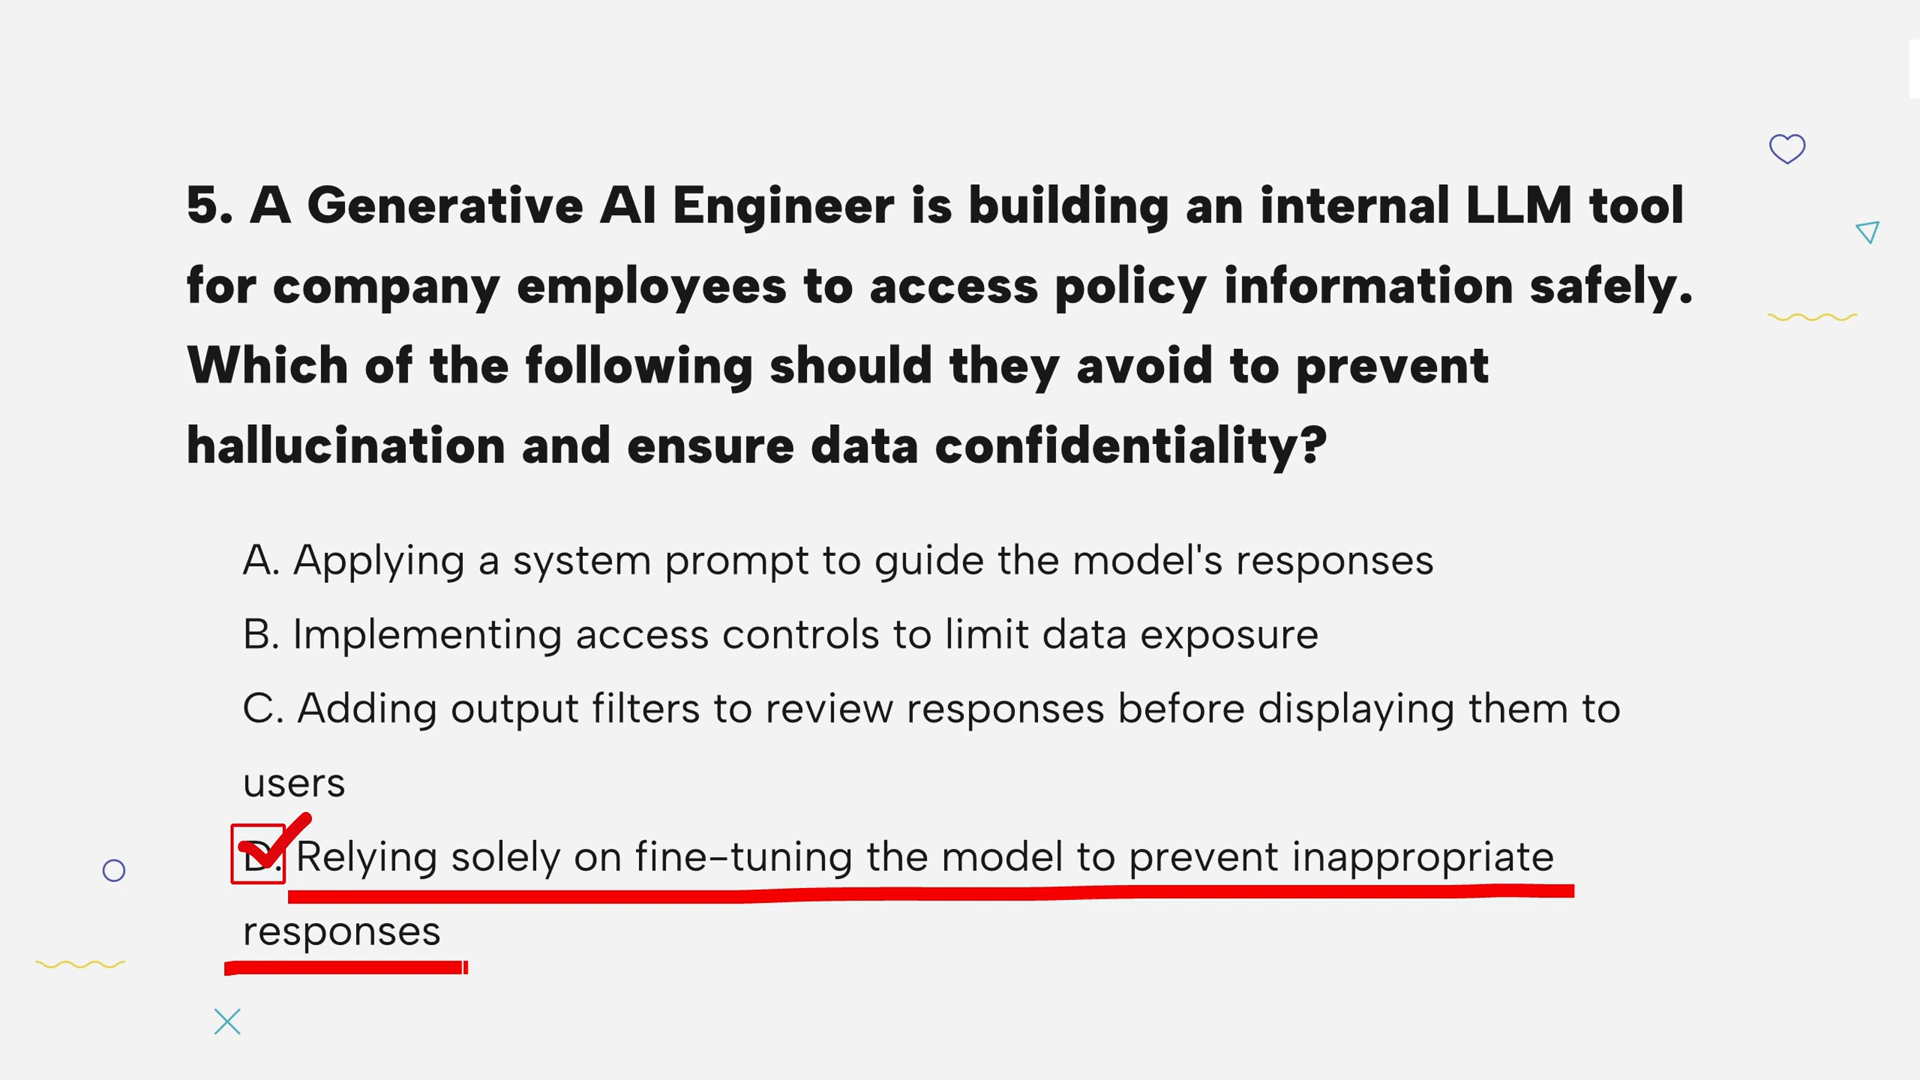 5. A Generative AI Engineer is building an internal LLM tool
for company employees to access policy information safely.
Which of the following should they avoid to prevent
hallucination and ensure data confidentiality?
A. Applying a system prompt to guide the model's responses
B. Implementing access controls to limit data exposure
C. Adding output filters to review responses before displaying them to
users
D. Relying solely on fine-tuning the model to prevent inappropriate
responses